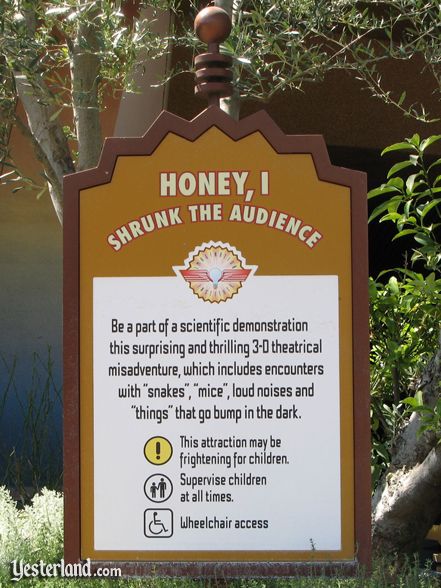 HONEY, I
SHRUNK THE AUDIENCE
Be a part of a scientific demonstration
this surprising and thrilling 3-D theatrical
misadventure, which includes encounters
with "snakes", "mice", loud noises and
"things" that go bump in the dark.
!
This attraction may be
frightening for children.
Supervise children
at all times.
Wheelchair access
YESTERLAND.com